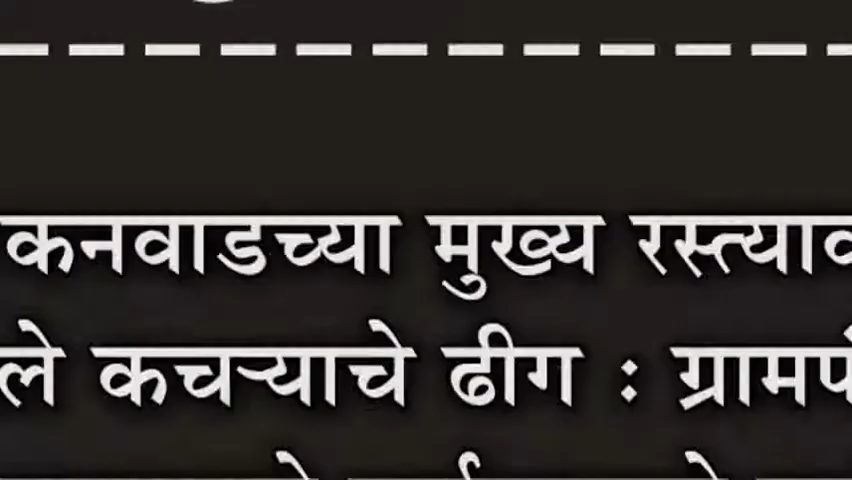 कनवाडच्या मुख्य रस्त्याव
ले कचऱ्याचे ढीग : ग्रामपं